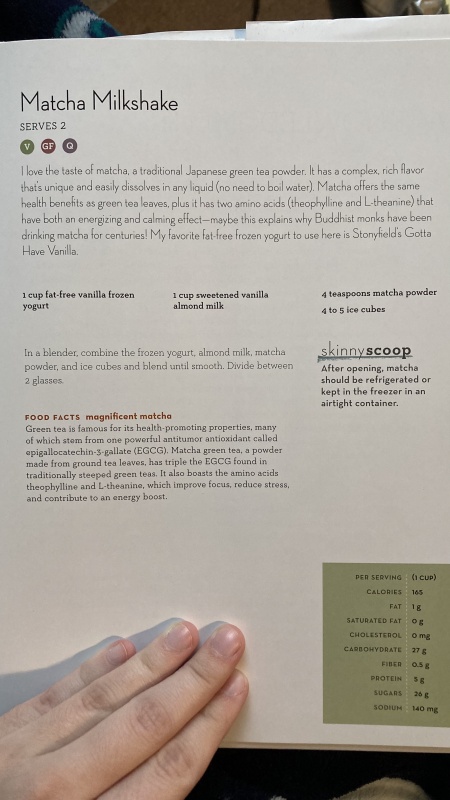 Matcha Milkshake
SERVES 2
V GF Q
I love the taste of matcha, a traditional Japanese green tea powder. It has a complex, rich flavor
that's unique and easily dissolves in any liquid (no need to boil water). Matcha offers the same
health benefits as green tea leaves, plus it has two amino acids (theophylline and L-theanine) that
have both an energizing and calming effect—maybe this explains why Buddhist monks have been
drinking matcha for centuries! My favorite fat-free frozen yogurt to use here is Stonyfield's Gotta
Have Vanilla.
1 cup fat-free vanilla frozen
yogurt
1 cup sweetened vanilla
almond milk
4 teaspoons matcha powder
4 to 5 ice cubes
In a blender, combine the frozen yogurt, almond milk, matcha
powder, and ice cubes and blend until smooth. Divide between
2 glasses.
skinnyscoop
After opening, matcha
should be refrigerated or
kept in the freezer in an
airtight container.
FOOD FACTS magnificent matcha
Green tea is famous for its health-promoting properties, many
of which stem from one powerful antitumor antioxidant called
epigallocatechin-3-gallate (EGCG). Matcha green tea, a powder
made from ground tea leaves, has triple the EGCG found in
traditionally steeped green teas. It also boasts the amino acids
theophylline and L-theanine, which improve focus, reduce stress,
and contribute to an energy boost.
PER SERVING (1 CUP)
CALORIES 165
FAT 1 g
SATURATED FAT 0 g
CHOLESTEROL 0 mg
CARBOHYDRATE 27 g
FIBER 0.5 g
PROTEIN 5 g
SUGARS 26 g
SODIUM 140 mg